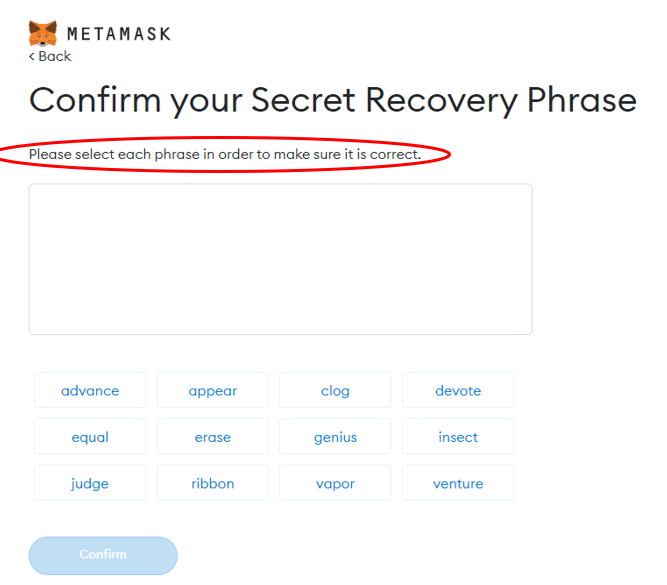 METAMASK
< Back
Confirm your Secret Recovery Phrase
Please select each phrase in order to make sure it is correct.
advance appear clog devote
equal erase genius insect
judge ribbon vapor venture
Confirm